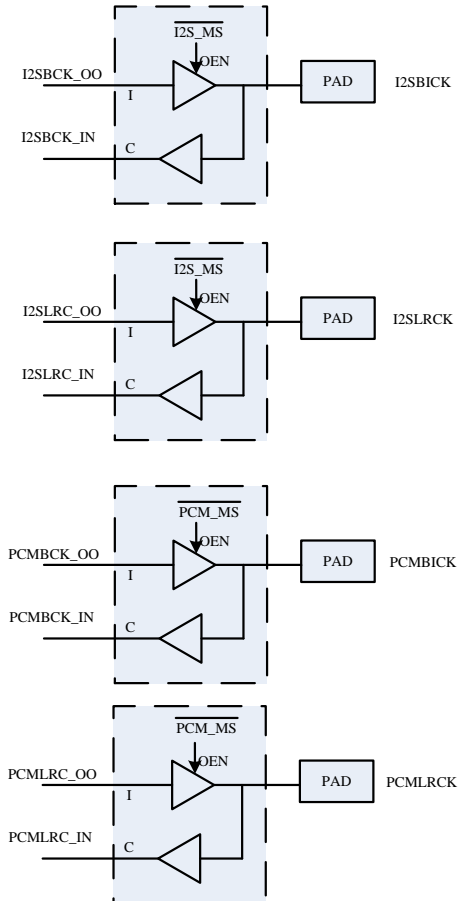 I2S_MS
OEN
I2SBCK_OO
I
PAD
I2SBICK
I2SBCK_IN
C
I2S_MS
OEN
I2SLRC_OO
I
PAD
I2SLRCK
I2SLRC_IN
C
PCM_MS
OEN
PCMBCK_OO
I
PAD
PCMBICK
PCMBCK_IN
C
PCM_MS
OEN
PCMLRC_OO
I
PAD
PCMLRCK
PCMLRC_IN
C